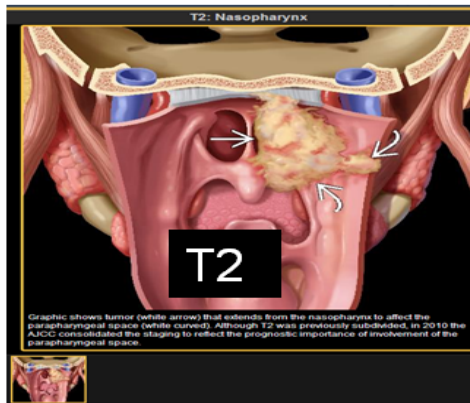 T2: Nasopharynx
T2
Graphic shows tumor (white arrow) that extends from the nasopharynx to affect the
parapharyngeal space (white curved). Although T2 was previously subdivided, in 2010 the
AJCC consolidated the staging to reflect the prognostic importance of involvement of the
parapharyngeal space.